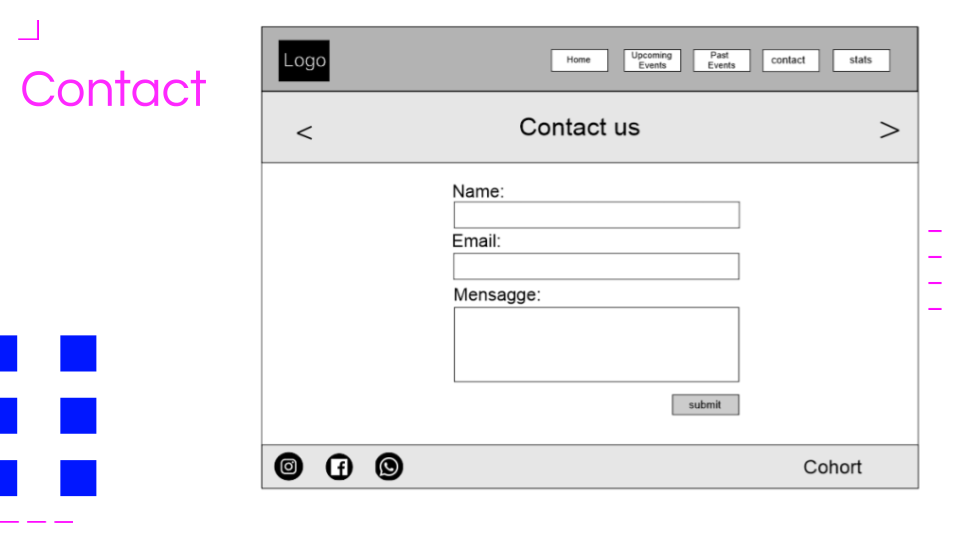 Contact
Logo
Home
Upcoming
Events
Past
Events
contact
stats
<
Contact us
>
Name:
Email:
Mensagge:
submit
Cohort